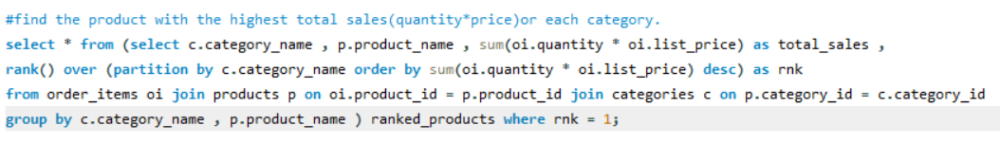 #find the product with the highest total sales(quantity*price)or each category.
select * from (select c.category_name , p.product_name , sum(oi.quantity * oi.list_price) as total_sales ,
rank() over (partition by c.category_name order by sum(oi.quantity * oi.list_price) desc) as rnk
from order_items oi join products p on oi.product_id = p.product_id join categories c on p.category_id = c.category_id
group by c.category_name , p.product_name ) ranked_products where rnk = 1;